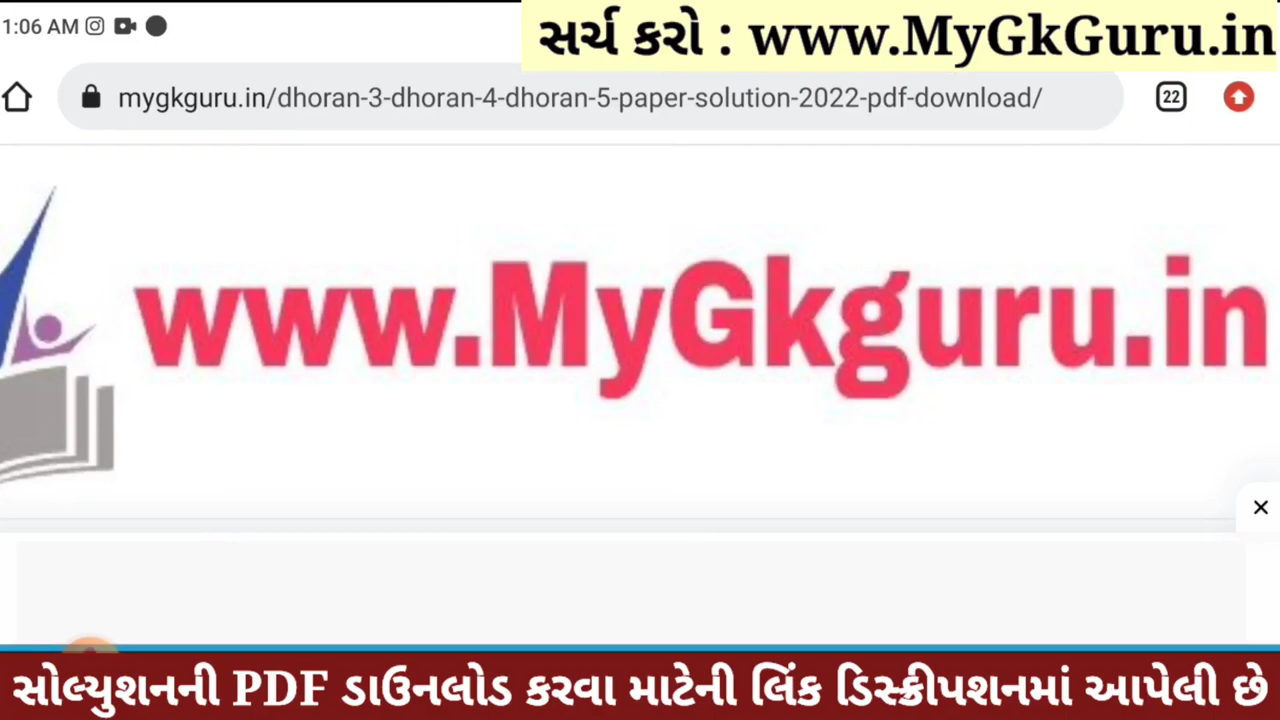 1:06 AM
સર્ચ કરો : www.MyGkGuru.in
mygkguru.in/dhoran-3-dhoran-4-dhoran-5-paper-solution-2022-pdf-download/
22
www.MyGkguru.in
સોલ્યુશનની PDF ડાઉનલોડ કરવા માટેની લિંક ડિસ્ક્રીપશનમાં આપેલી છે